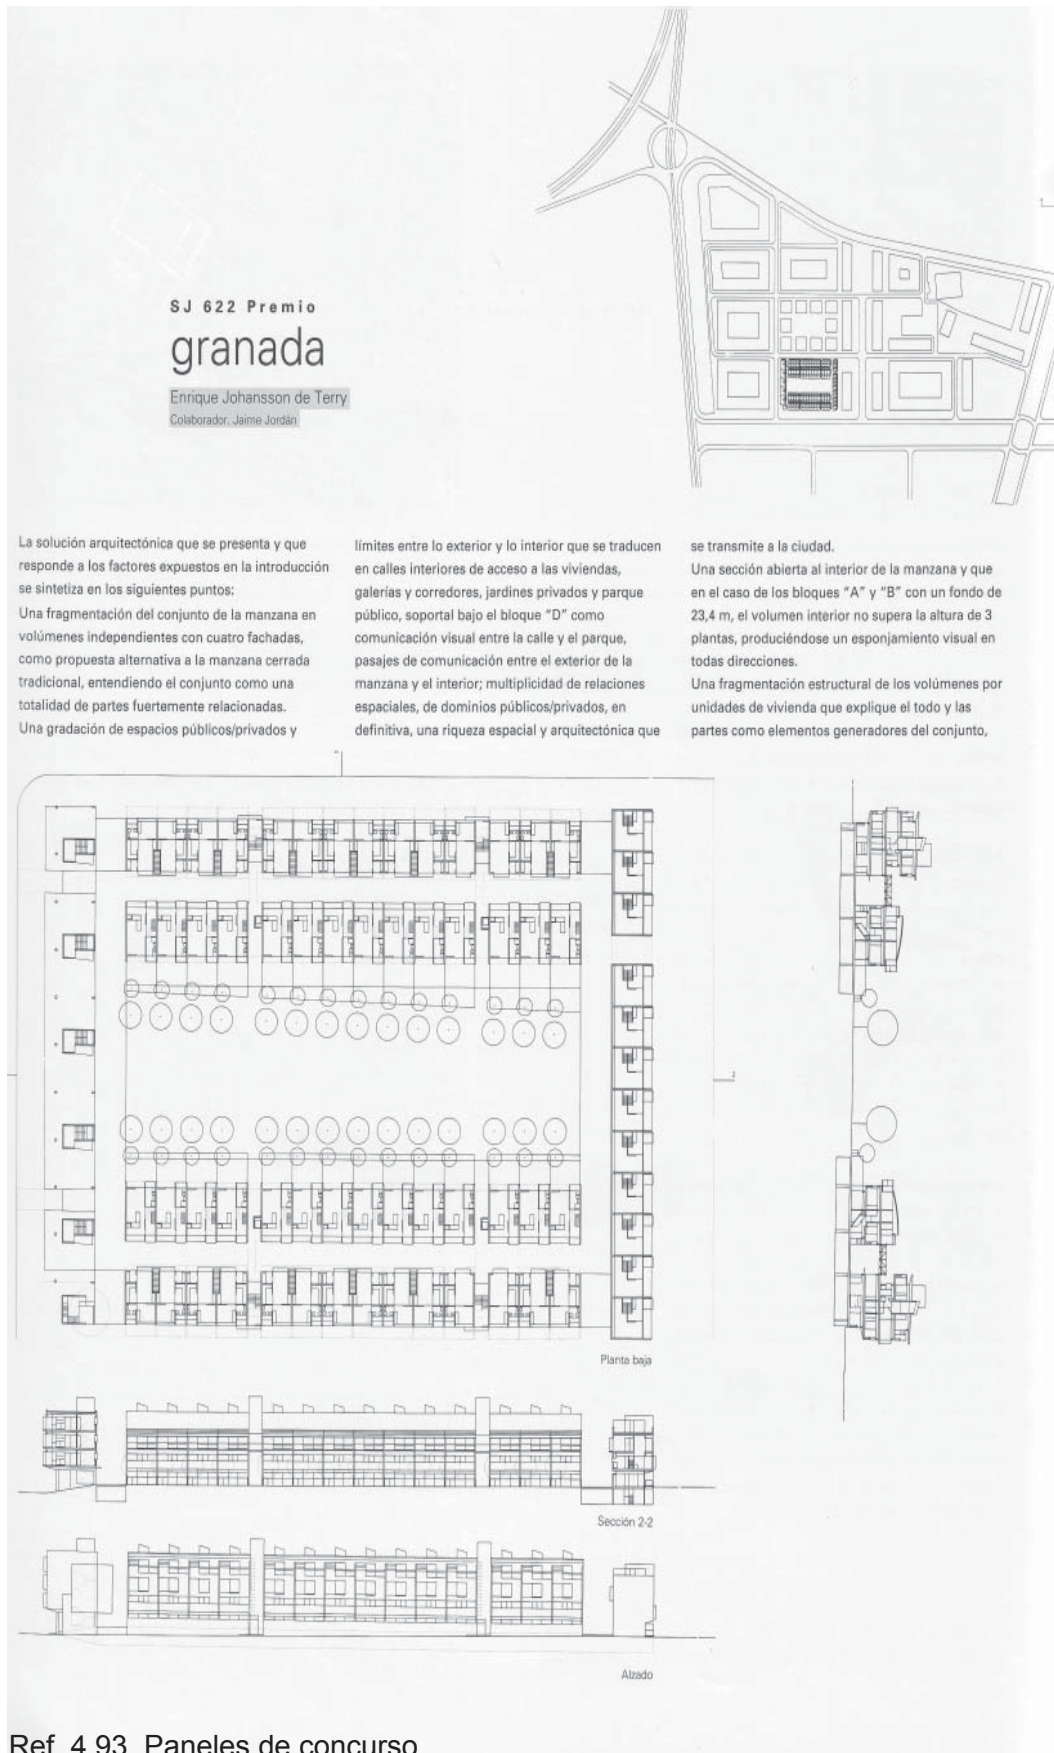 SJ 622 Premio
granada
Enrique Johansson de Terry
Colaborador. Jaime Jordán
La solución arquitectónica que se presenta y que
responde a los factores expuestos en la introducción
se sintetiza en los siguientes puntos:
Una fragmentación del conjunto de la manzana en
volúmenes independientes con cuatro fachadas,
como propuesta alternativa a la manzana cerrada
tradicional, entendiendo el conjunto como una
totalidad de partes fuertemente relacionadas.
Una gradación de espacios públicos/privados y
límites entre lo exterior y lo interior que se traducen
en calles interiores de acceso a las viviendas,
galerías y corredores, jardines privados y parque
público, soportal bajo el bloque "D" como
comunicación visual entre la calle y el parque,
pasajes de comunicación entre el exterior de la
manzana y el interior; multiplicidad de relaciones
espaciales, de dominios públicos/privados, en
definitiva, una riqueza espacial y arquitectónica que
se transmite a la ciudad.
Una sección abierta al interior de la manzana y que
en el caso de los bloques "A" y "B" con un fondo de
23,4 m, el volumen interior no supera la altura de 3
plantas, produciéndose un esponjamiento visual en
todas direcciones.
Una fragmentación estructural de los volúmenes por
unidades de vivienda que explique el todo y las
partes como elementos generadores del conjunto,
2
Planta baja
Sección 2-2
Alzado
Ref. 4.93. Paneles de concurso